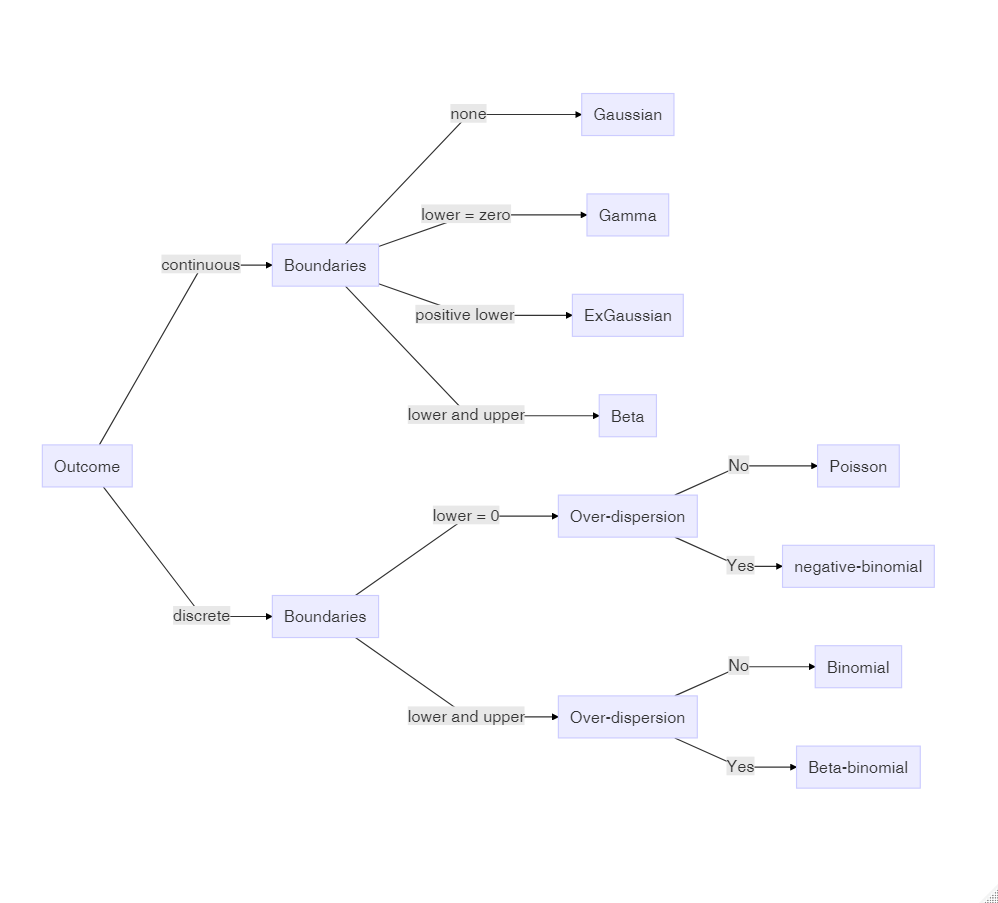 none
Gaussian
lower = zero
Gamma
continuous
Boundaries
positive lower
ExGaussian
lower and upper
Beta
Outcome
No
Poisson
lower = 0
Over-dispersion
Yes
negative-binomial
discrete
Boundaries
No
Binomial
lower and upper
Over-dispersion
Yes
Beta-binomial